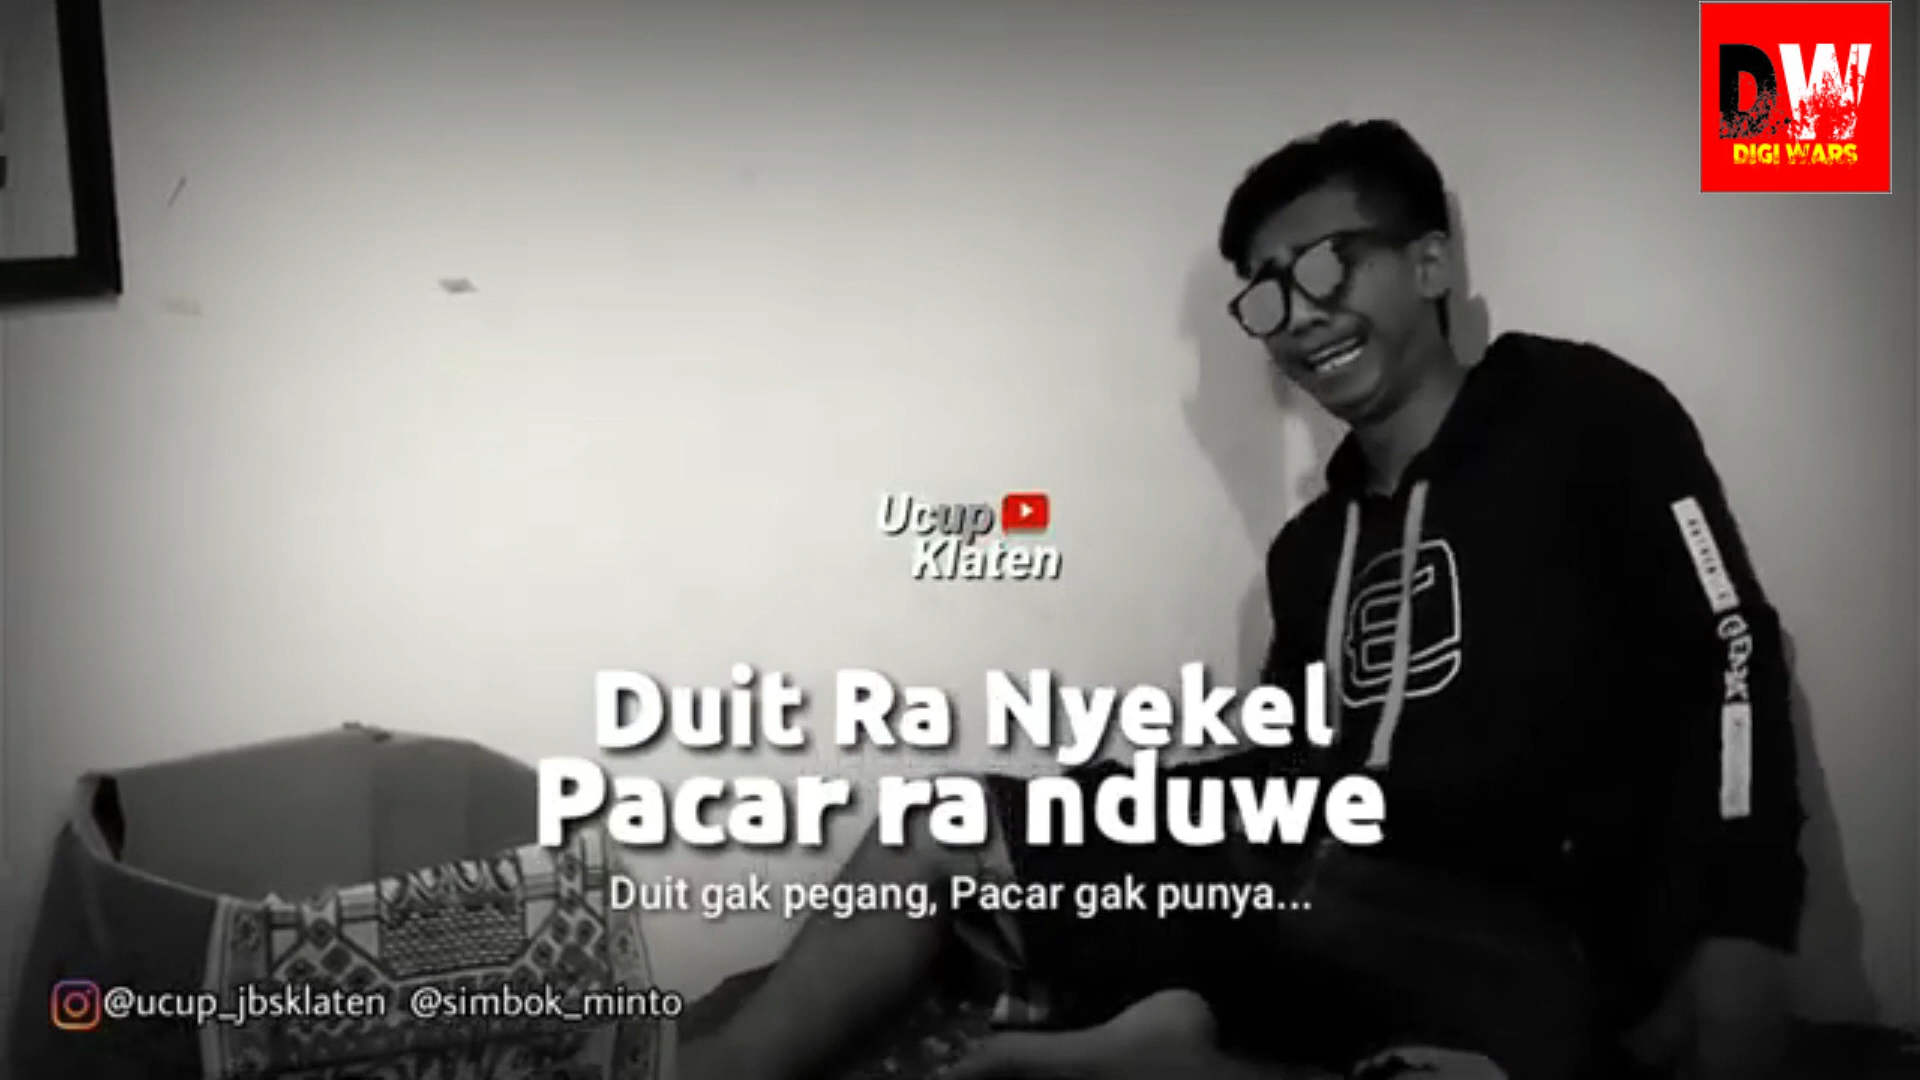 DW
DIGI WARS
Ucup
Klaten
Duit Ra Nyekel
Pacar ra nduwe
Duit gak pegang, Pacar gak punya...
@ucup_jbsklaten @simbok_minto